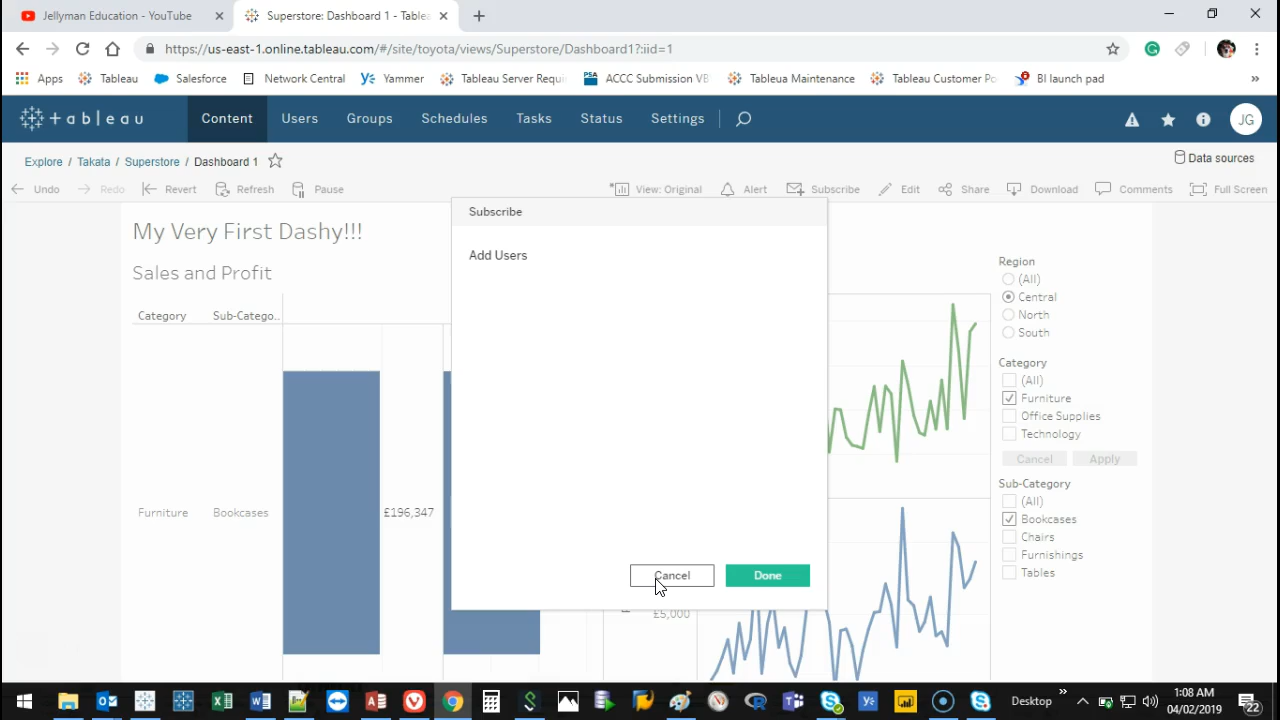 Jellyman Education - YouTube
Superstore: Dashboard 1 - Table
https://us-east-1.online.tableau.com/#/site/toyota/views/Superstore/Dashboard1?:iid=1
Apps Tableau Salesforce Network Central Yammer Tableau Server Requi ACCC Submission VB Tableua Maintenance Tableau Customer Po BI launch pad »
+ableau Content Users Groups Schedules Tasks Status Settings JG
Explore / Takata / Superstore / Dashboard 1 Data sources
Undo Redo Revert Refresh Pause View: Original Alert Subscribe Edit Share Download Comments Full Screen
My Very First Dashy!!!
Sales and Profit
Category Sub-Catego..
Furniture Bookcases £196,347
£5,000
Subscribe
Add Users
Cancel Done
Region
(All)
Central
North
South
Category
(All)
Furniture
Office Supplies
Technology
Cancel Apply
Sub-Category
(All)
Bookcases
Chairs
Furnishings
Tables
Desktop »
1:08 AM
04/02/2019
22